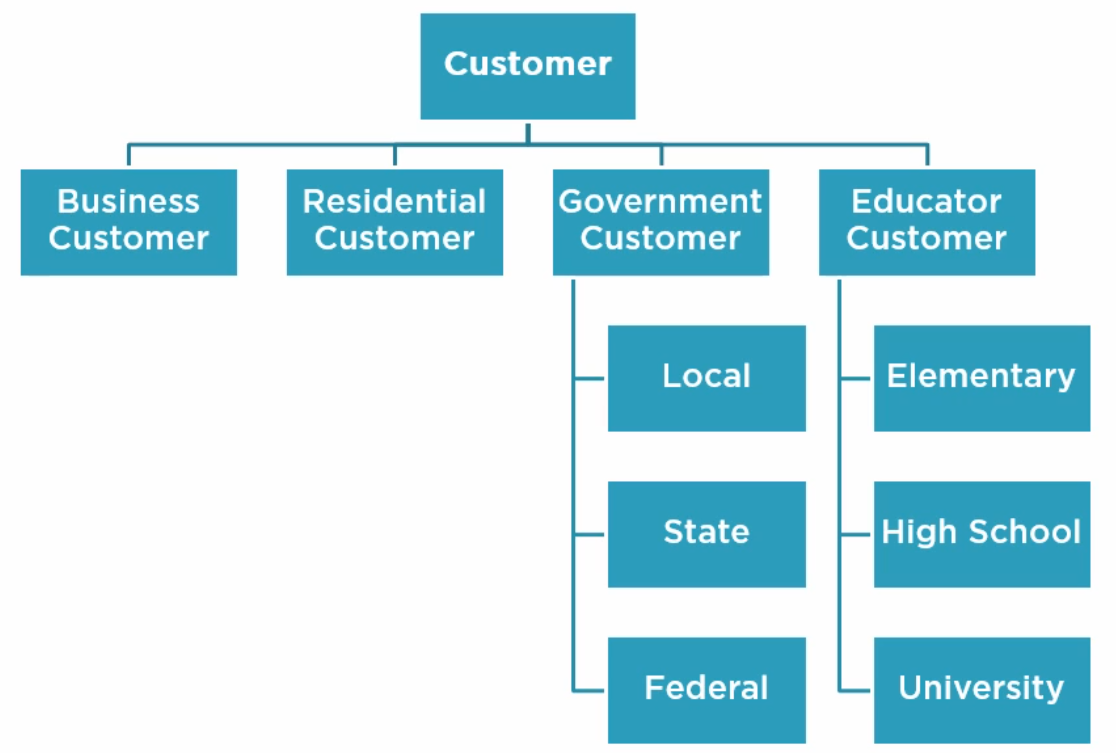 Customer
Business
Customer
Residential
Customer
Government
Customer
Educator
Customer
Local
State
Federal
Elementary
High School
University